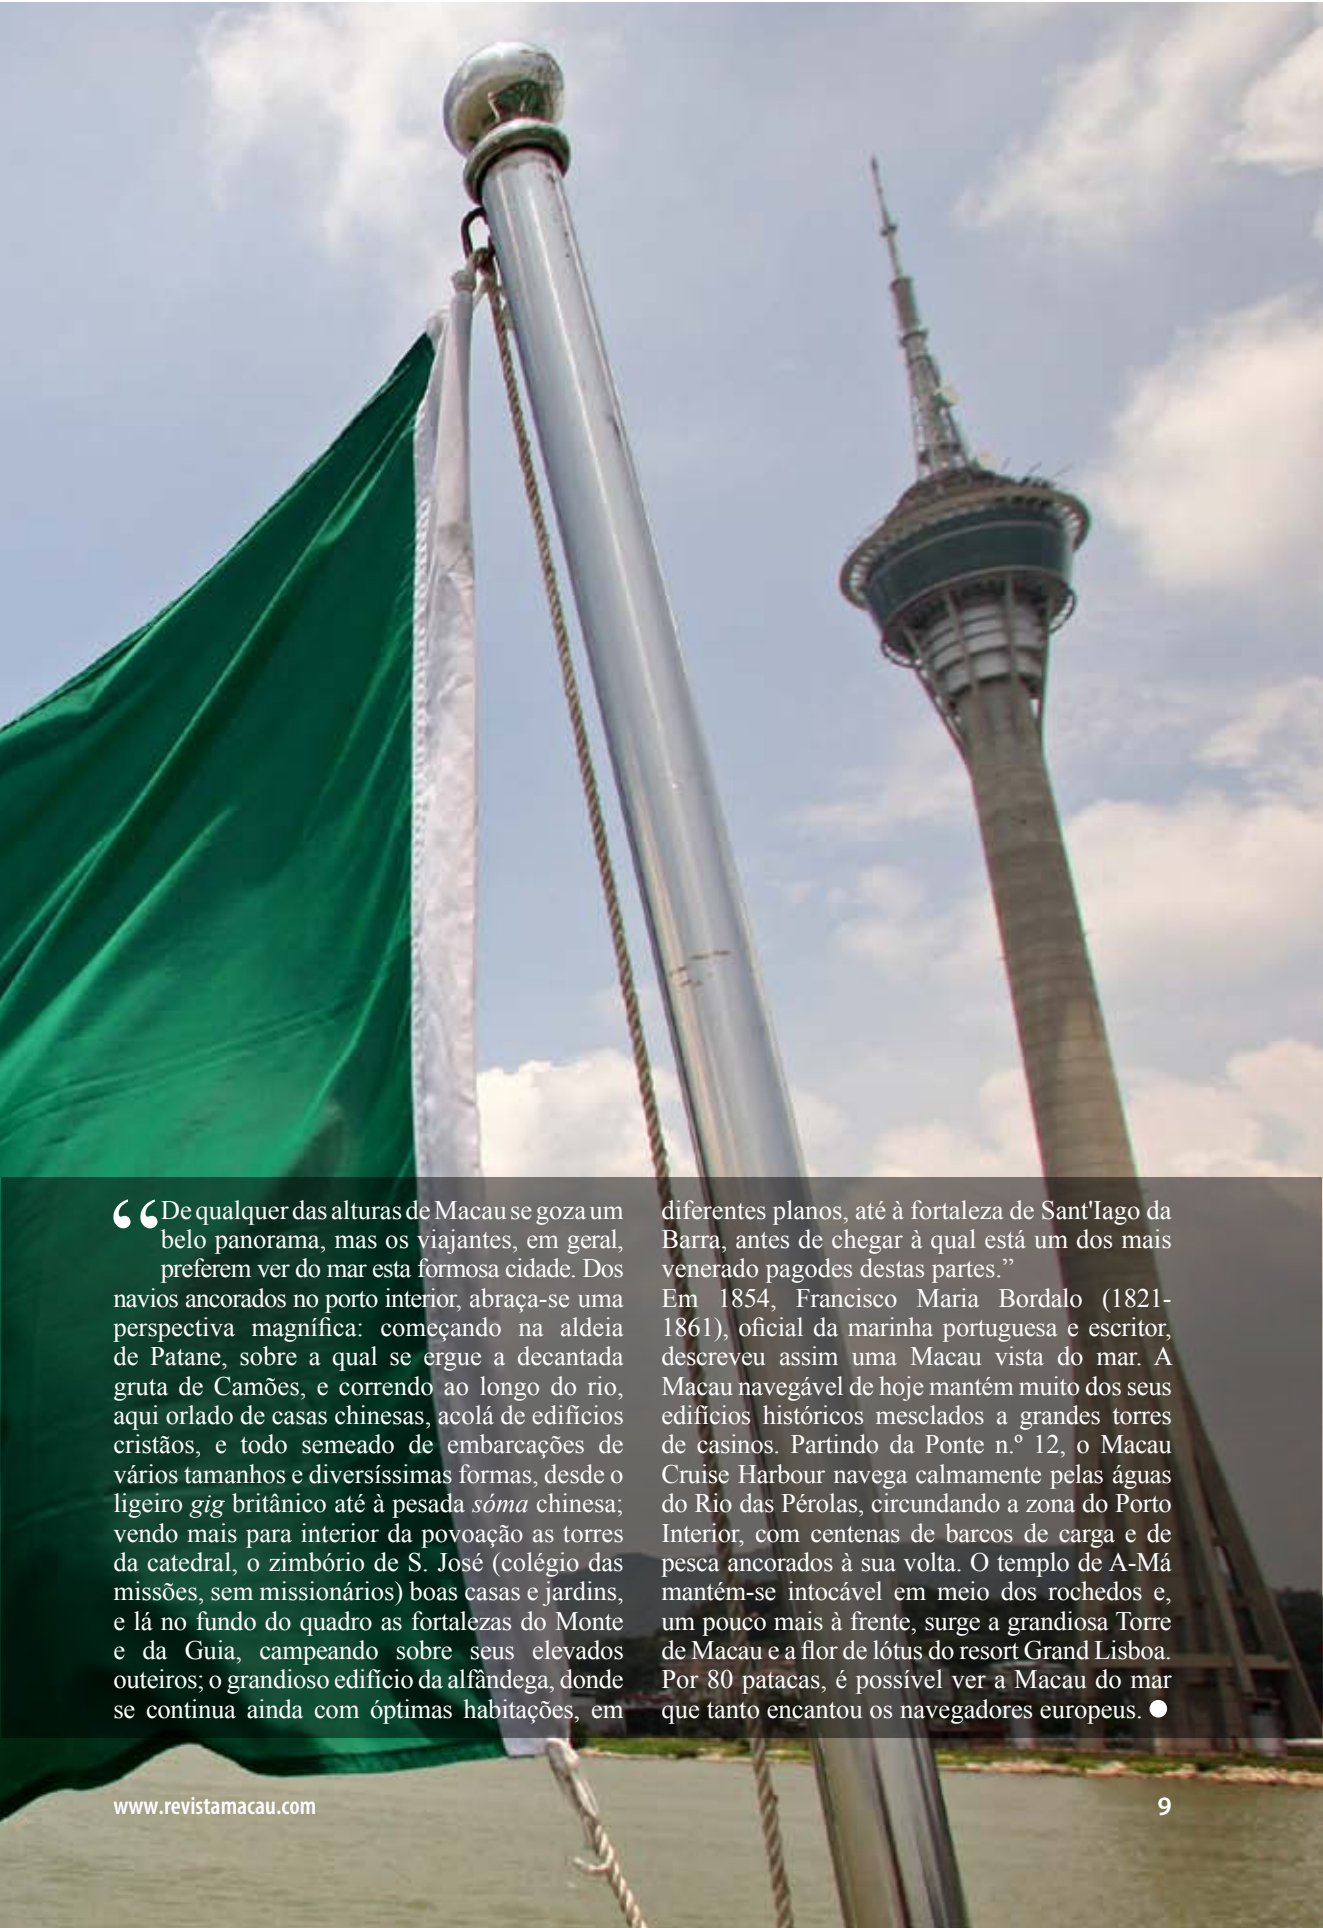 “De qualquer das alturas de Macau se goza um
belo panorama, mas os viajantes, em geral,
preferem ver do mar esta formosa cidade. Dos
navios ancorados no porto interior, abraça-se uma
perspectiva magnífica: começando na aldeia
de Patane, sobre a qual se ergue a decantada
gruta de Camões, e correndo ao longo do rio,
aqui orlado de casas chinesas, acolá de edifícios
cristãos, e todo semeado de embarcações de
vários tamanhos e diversíssimas formas, desde o
ligeiro gig britânico até à pesada sóma chinesa;
vendo mais para interior da povoação as torres
da catedral, o zimbório de S. José (colégio das
missões, sem missionários) boas casas e jardins,
e lá no fundo do quadro as fortalezas do Monte
e da Guia, campeando sobre seus elevados
outeiros; o grandioso edifício da alfândega, donde
se continua ainda com óptimas habitações, em
diferentes planos, até à fortaleza de Sant'Iago da
Barra, antes de chegar à qual está um dos mais
venerado pagodes destas partes.”
Em 1854, Francisco Maria Bordalo (1821-
1861), oficial da marinha portuguesa e escritor,
descreveu assim uma Macau vista do mar. A
Macau navegável de hoje mantém muito dos seus
edifícios históricos mesclados a grandes torres
de casinos. Partindo da Ponte n.º 12, o Macau
Cruise Harbour navega calmamente pelas águas
do Rio das Pérolas, circundando a zona do Porto
Interior, com centenas de barcos de carga e de
pesca ancorados à sua volta. O templo de A-Má
mantém-se intocável em meio dos rochedos e,
um pouco mais à frente, surge a grandiosa Torre
de Macau e a flor de lótus do resort Grand Lisboa.
Por 80 patacas, é possível ver a Macau do mar
que tanto encantou os navegadores europeus. ●
www.revistamacau.com
9